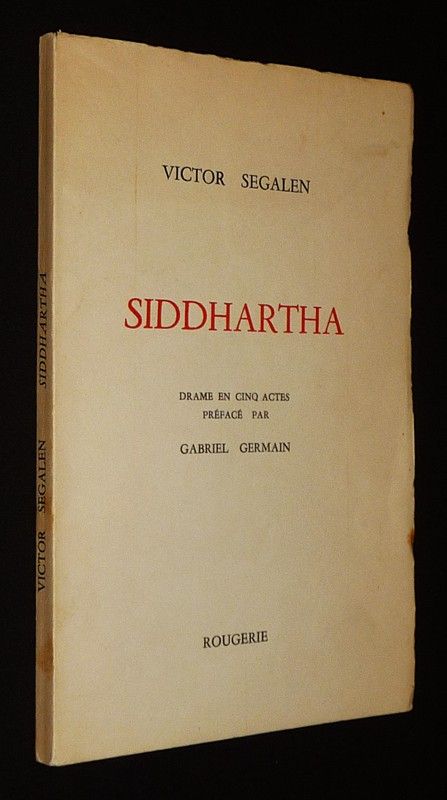 VICTOR SEGALEN
SIDDHARTHA
DRAME EN CINQ ACTES
PRÉFACÉ PAR
GABRIEL GERMAIN
ROUGERIE
VICTOR SEGALEN SIDDHARTHA